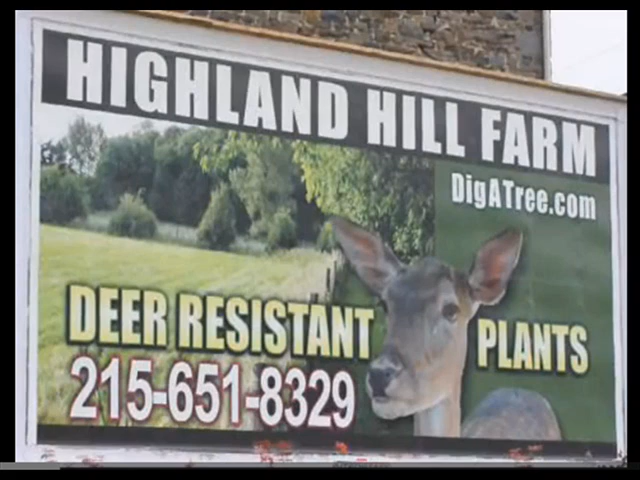 HIGHLAND HILL FARM
DigATree.com
DEER RESISTANT PLANTS
215-651-8329